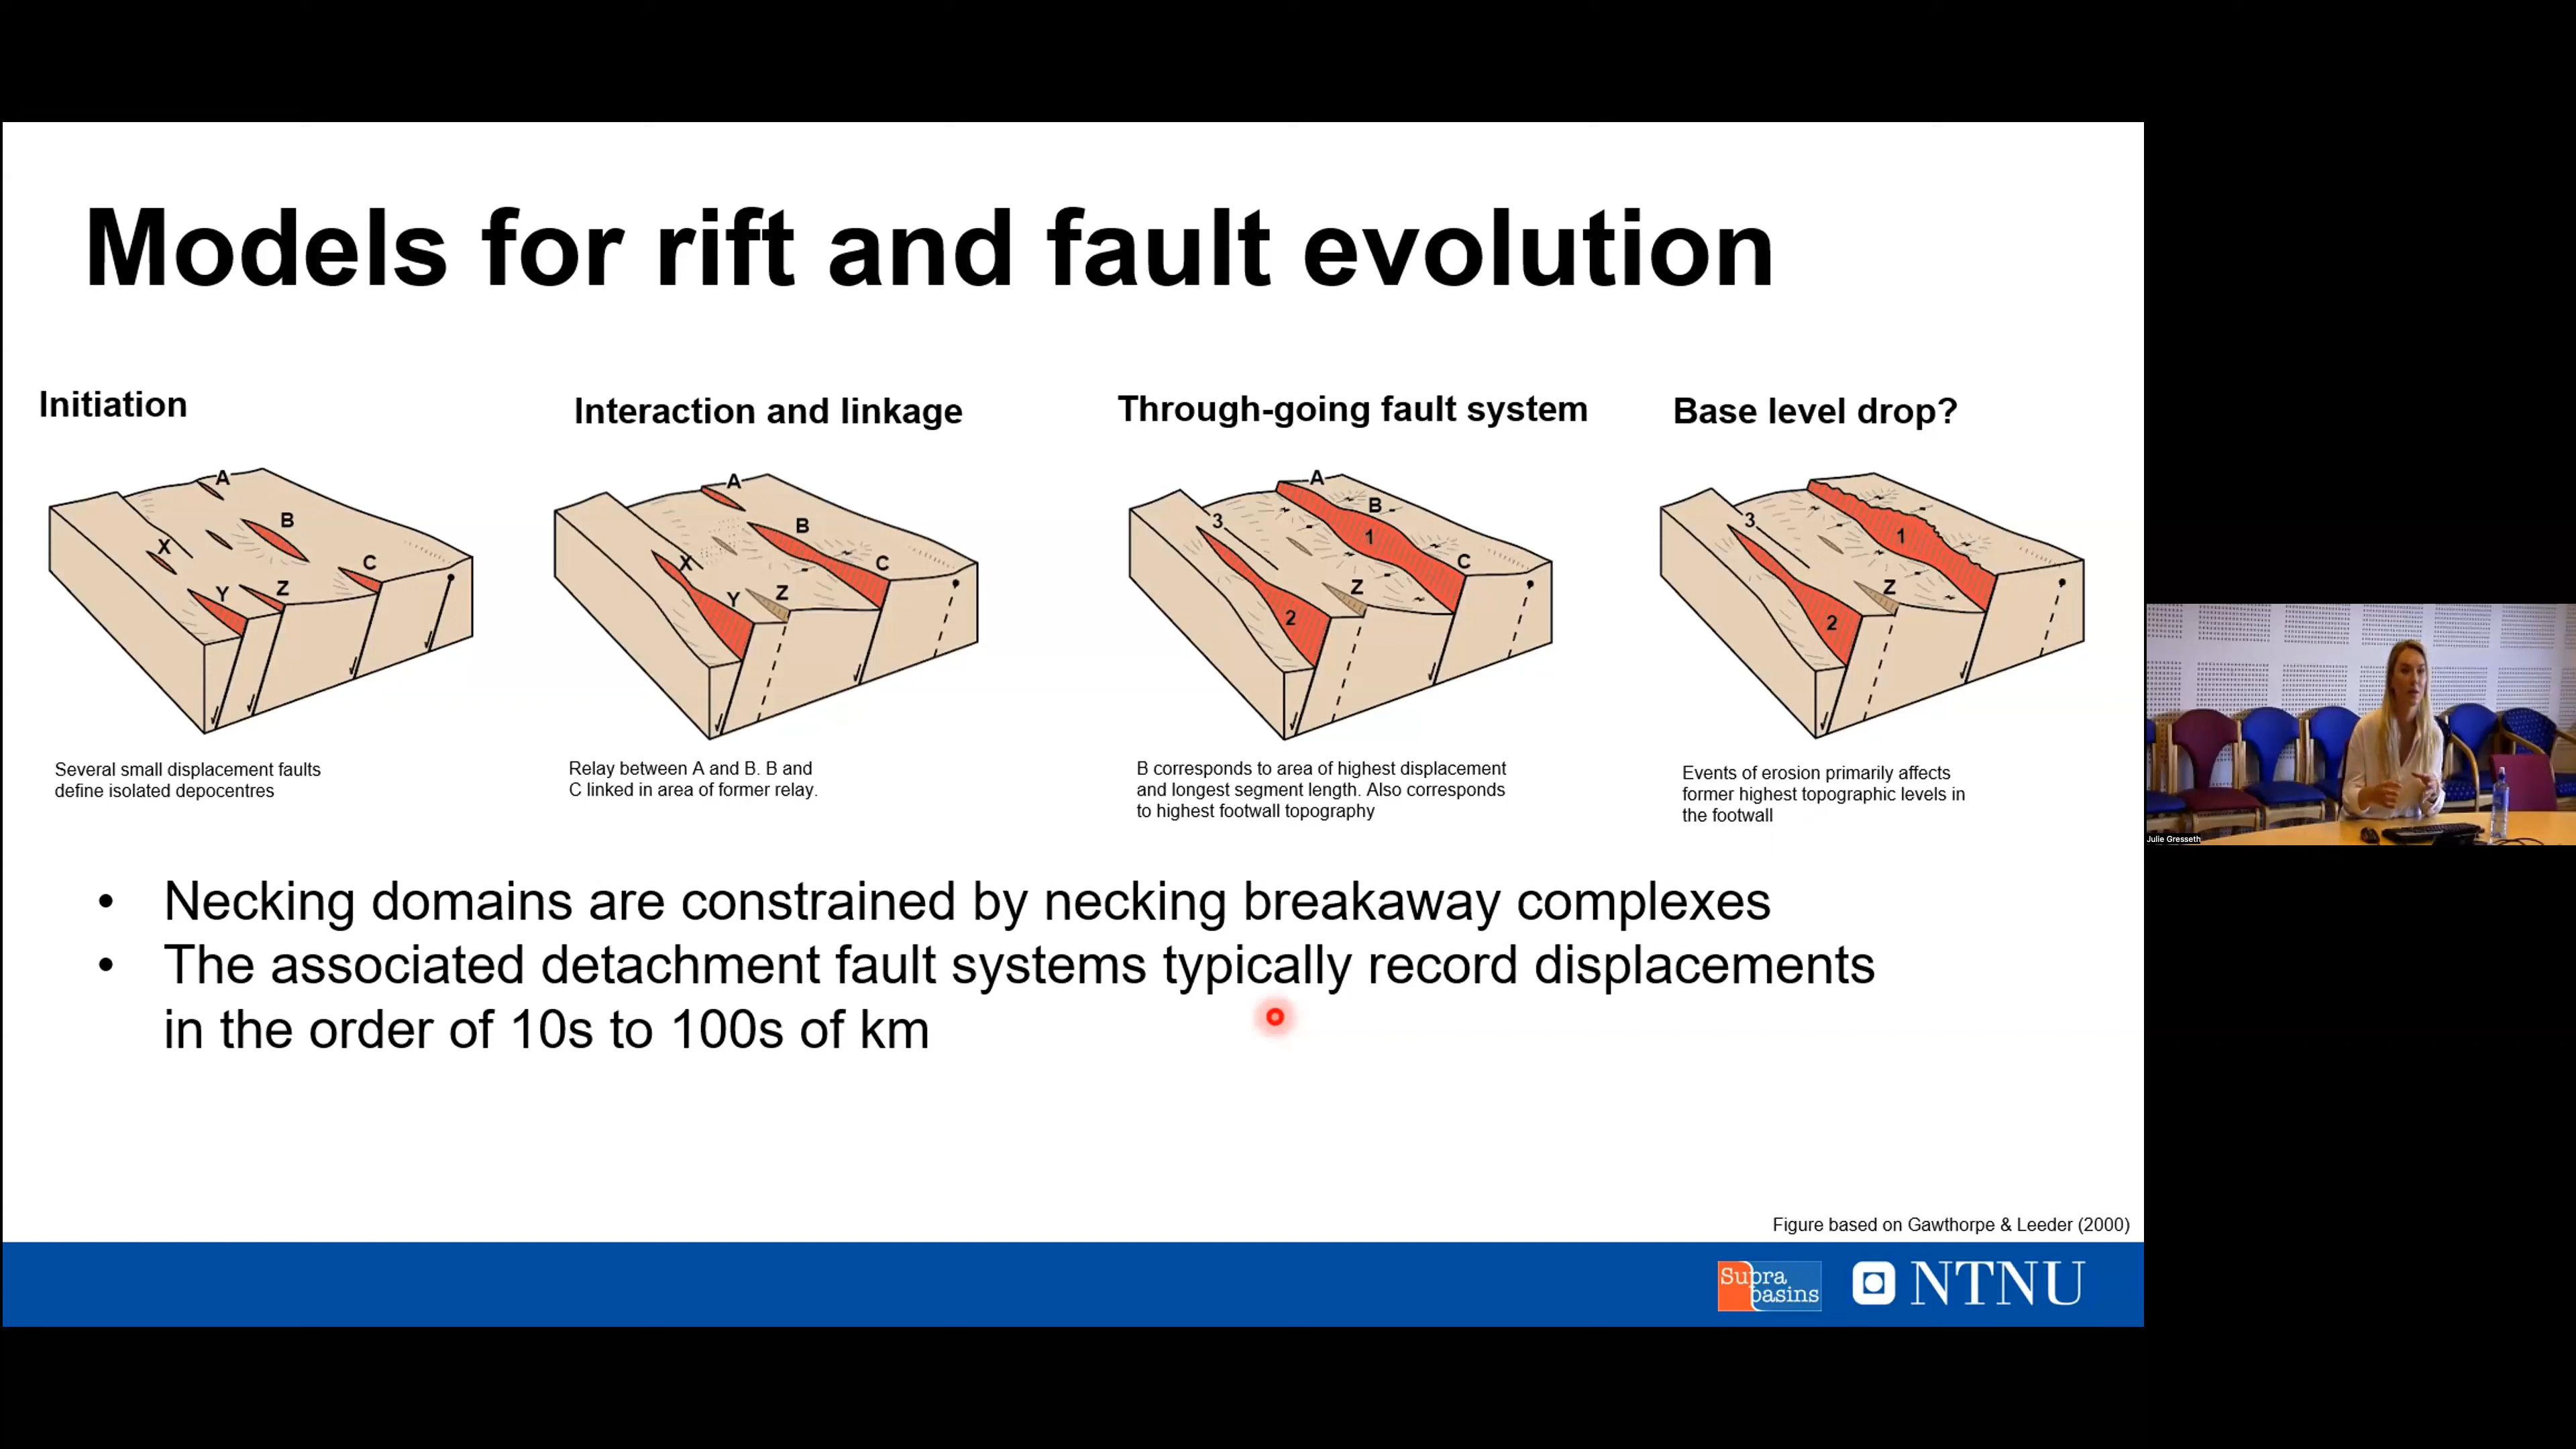 Models for rift and fault evolution
Initiation
Interaction and linkage
Through-going fault system
Base level drop?
A
B
X
C
Y
Z
A
B
X
C
Y
Z
A
B
3
1
C
Z
2
3
1
Z
2
Several small displacement faults
define isolated depocentres
Relay between A and B. B and
C linked in area of former relay.
B corresponds to area of highest displacement
and longest segment length. Also corresponds
to highest footwall topography
Events of erosion primarily affects
former highest topographic levels in
the footwall
• Necking domains are constrained by necking breakaway complexes
• The associated detachment fault systems typically record displacements
in the order of 10s to 100s of km
Figure based on Gawthorpe & Leeder (2000)
Supra
basins
NTNU
Julie Gresseth